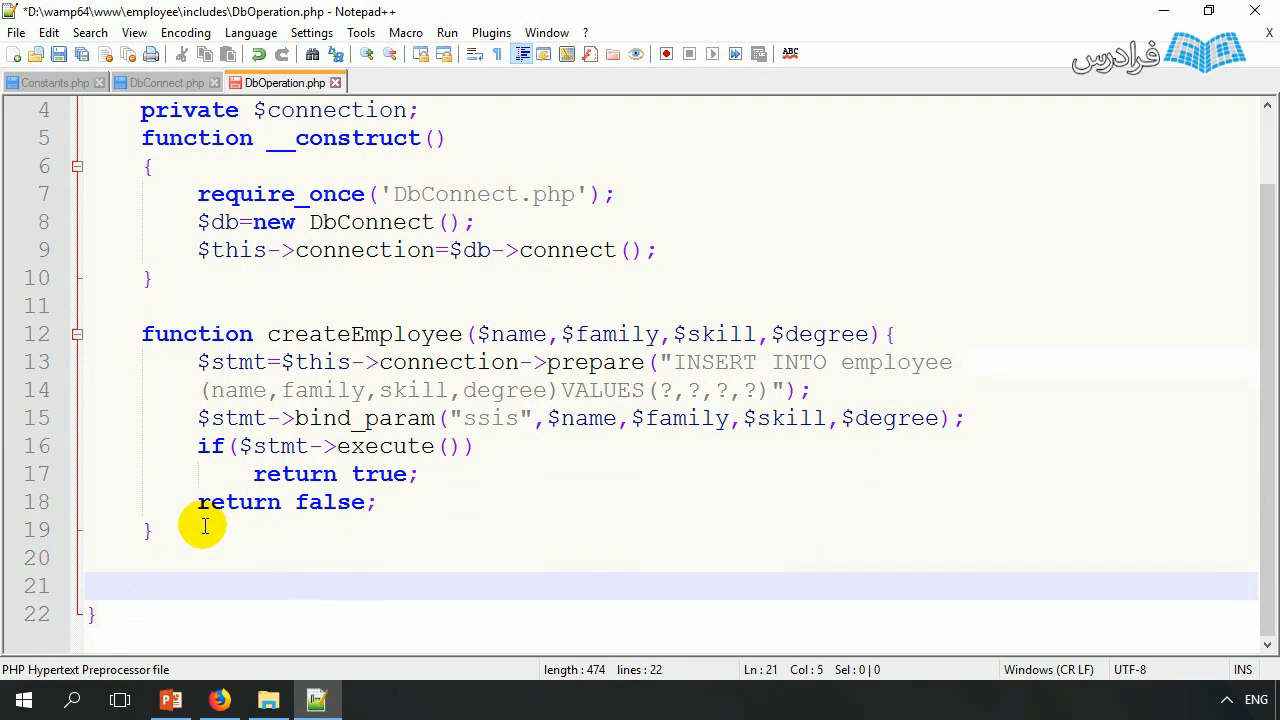 *D:\wamp64\www\employee\includes\DbOperation.php - Notepad++
File Edit Search View Encoding Language Settings Tools Macro Run Plugins Window ? X
ABC
فرادرس
Constants.php DbConnect.php DbOperation.php
4 private $connection;
5 function __construct()
6 {
7 require_once('DbConnect.php');
8 $db=new DbConnect();
9 $this->connection=$db->connect();
10 }
11
12 function createEmployee($name,$family,$skill,$degree){
13 $stmt=$this->connection->prepare("INSERT INTO employee
14 (name,family,skill,degree)VALUES(?,?,?,?)");
15 $stmt->bind_param("ssis",$name,$family,$skill,$degree);
16 if($stmt->execute())
17 return true;
18 return false;
19 }
20
21
22 }
PHP Hypertext Preprocessor file length : 474 lines : 22 Ln : 21 Col : 5 Sel : 0 | 0 Windows (CR LF) UTF-8 INS
ENG